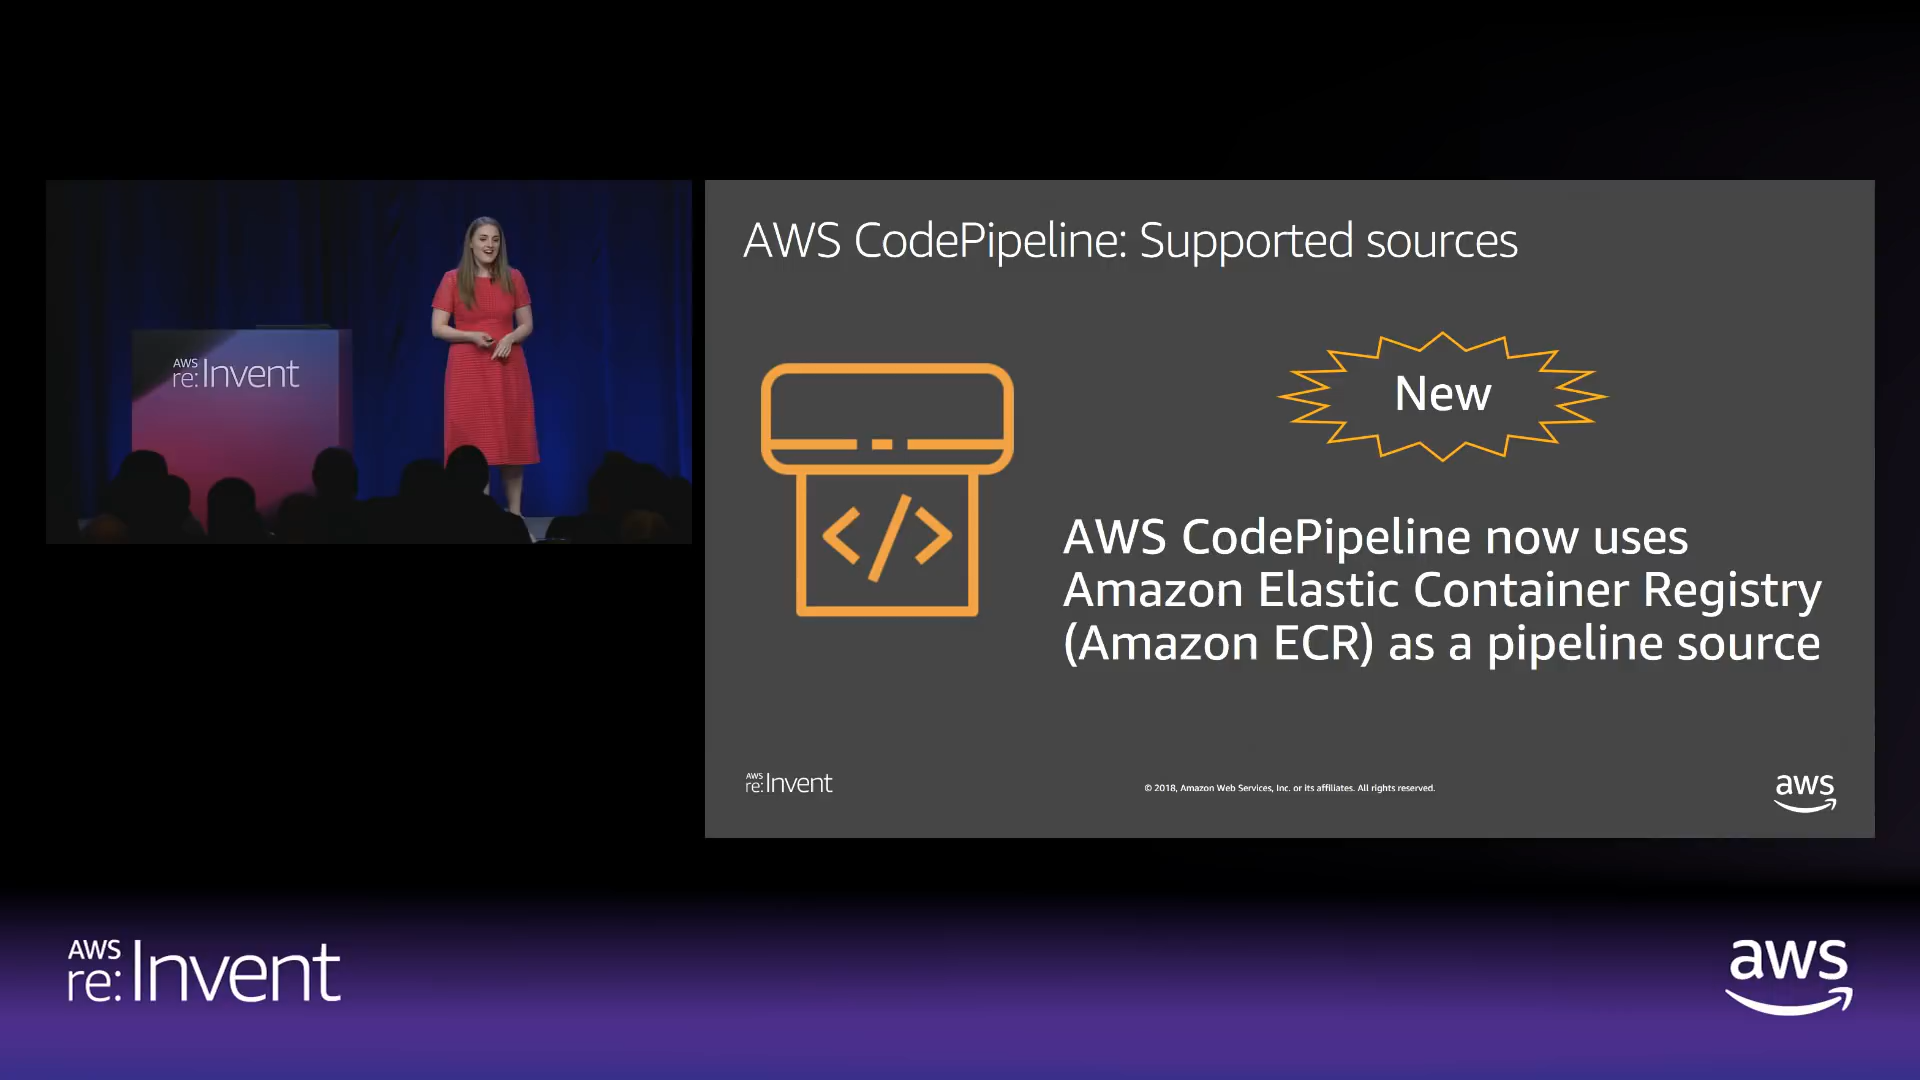 AWS
re:Invent
AWS CodePipeline: Supported sources
New
</>
AWS CodePipeline now uses
Amazon Elastic Container Registry
(Amazon ECR) as a pipeline source
AWS
re:Invent
© 2018, Amazon Web Services, Inc. or its affiliates. All rights reserved.
aws
AWS
re:Invent
aws